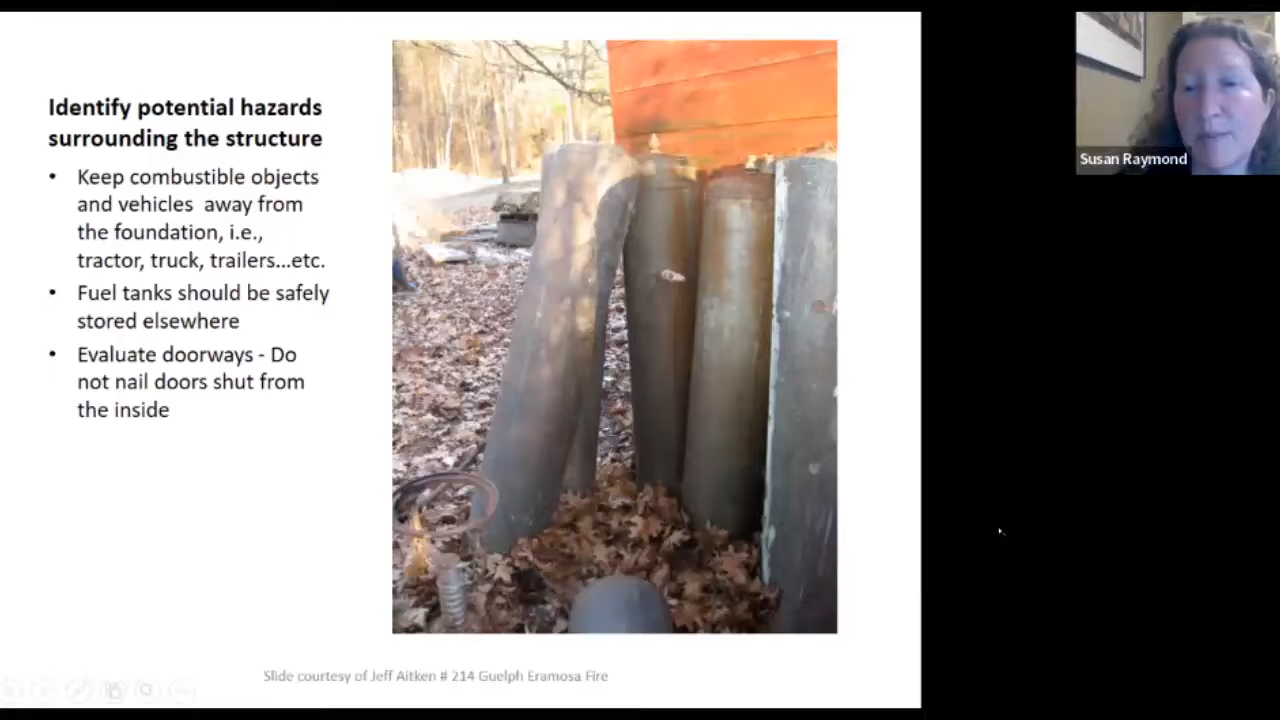 Identify potential hazards
surrounding the structure
• Keep combustible objects
and vehicles away from
the foundation, i.e.,
tractor, truck, trailers...etc.
• Fuel tanks should be safely
stored elsewhere
• Evaluate doorways - Do
not nail doors shut from
the inside
Slide courtesy of Jeff Aitken # 214 Guelph Eramosa Fire
Susan Raymond